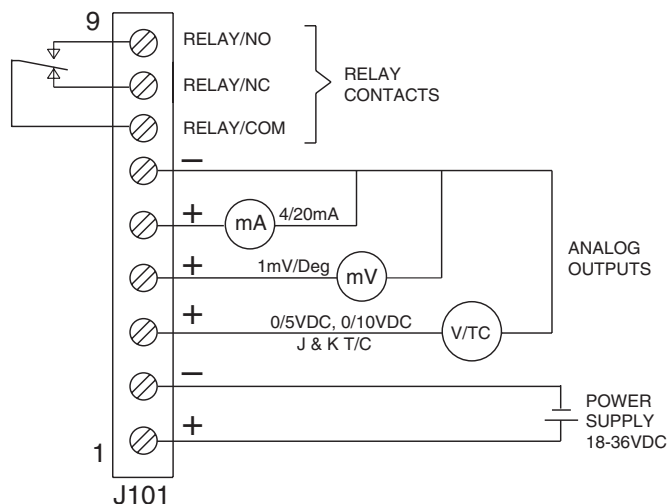 9
RELAY/NO
RELAY/NC
RELAY/COM
RELAY
CONTACTS
−
+
mA
4/20mA
+
1mV/Deg
mV
+
0/5VDC, 0/10VDC
J & K T/C
V/TC
ANALOG
OUTPUTS
−
+
POWER
SUPPLY
18-36VDC
1
J101